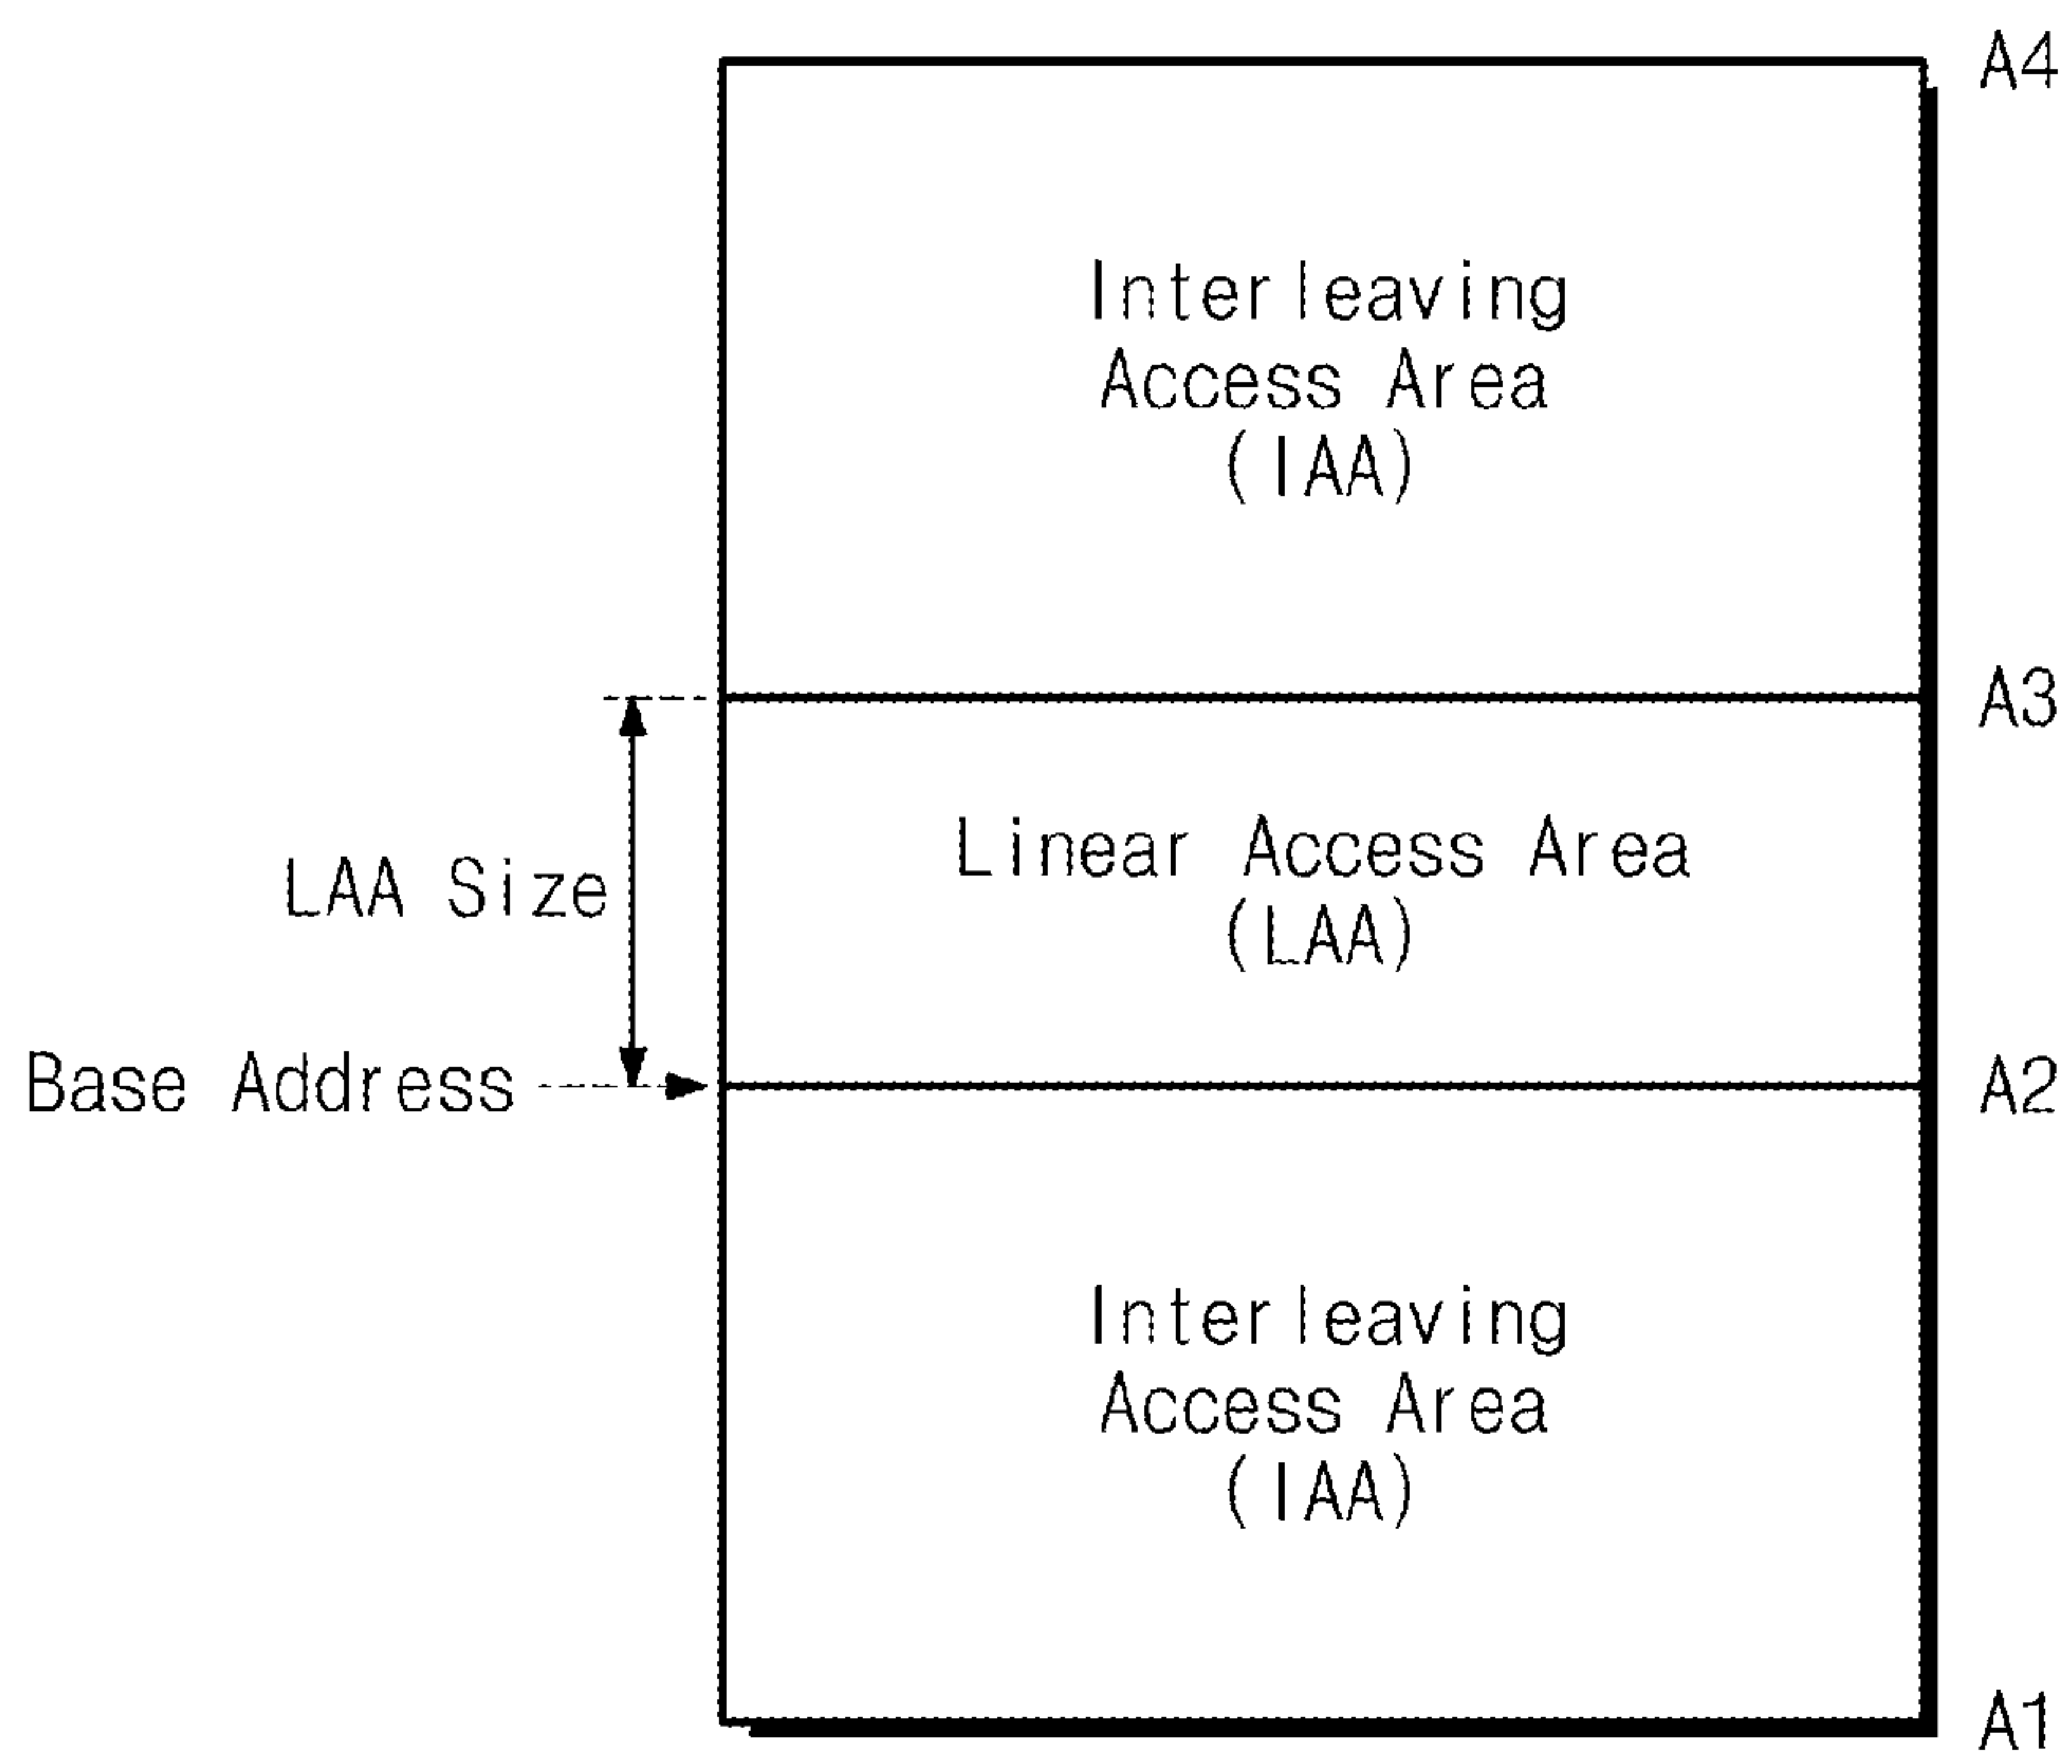 A4
Interleaving
Access Area
(IAA)
A3
Linear Access Area
(LAA)
LAA Size
Base Address
A2
Interleaving
Access Area
(IAA)
A1